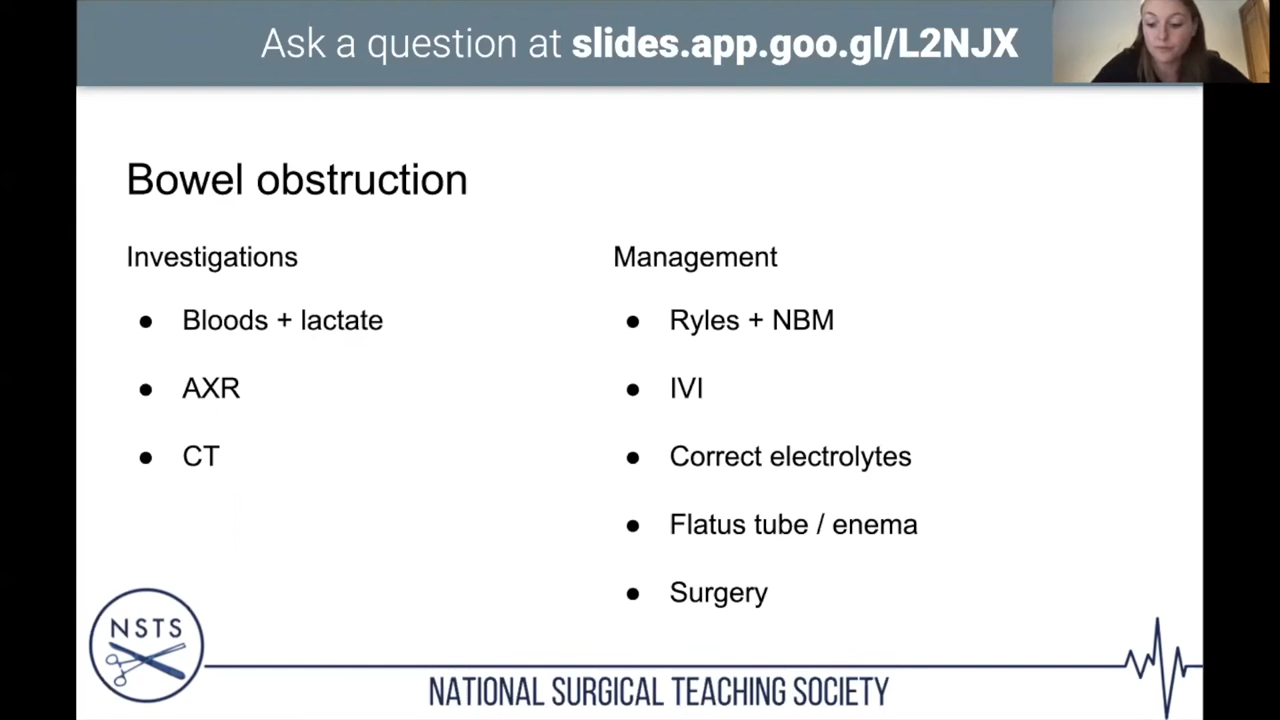 Ask a question at slides.app.goo.gl/L2NJX
Bowel obstruction
Investigations
● Bloods + lactate
● AXR
● CT
Management
● Ryles + NBM
● IVI
● Correct electrolytes
● Flatus tube / enema
● Surgery
NSTS
NATIONAL SURGICAL TEACHING SOCIETY